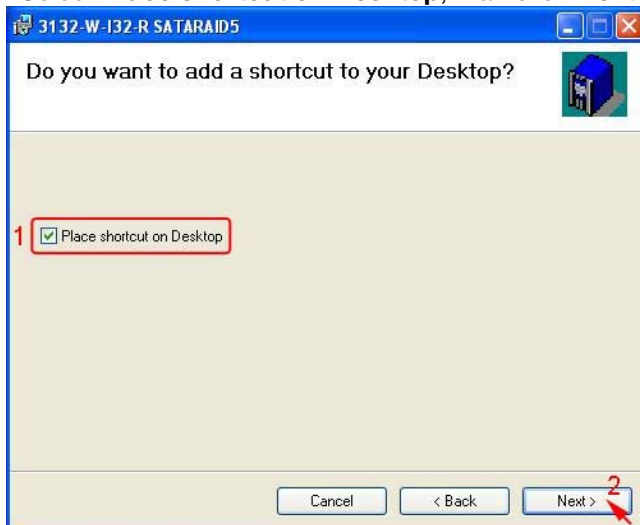 3132-W-I32-R SATARAID5
Do you want to add a shortcut to your Desktop?
1
Place shortcut on Desktop
Cancel
< Back
Next >
2